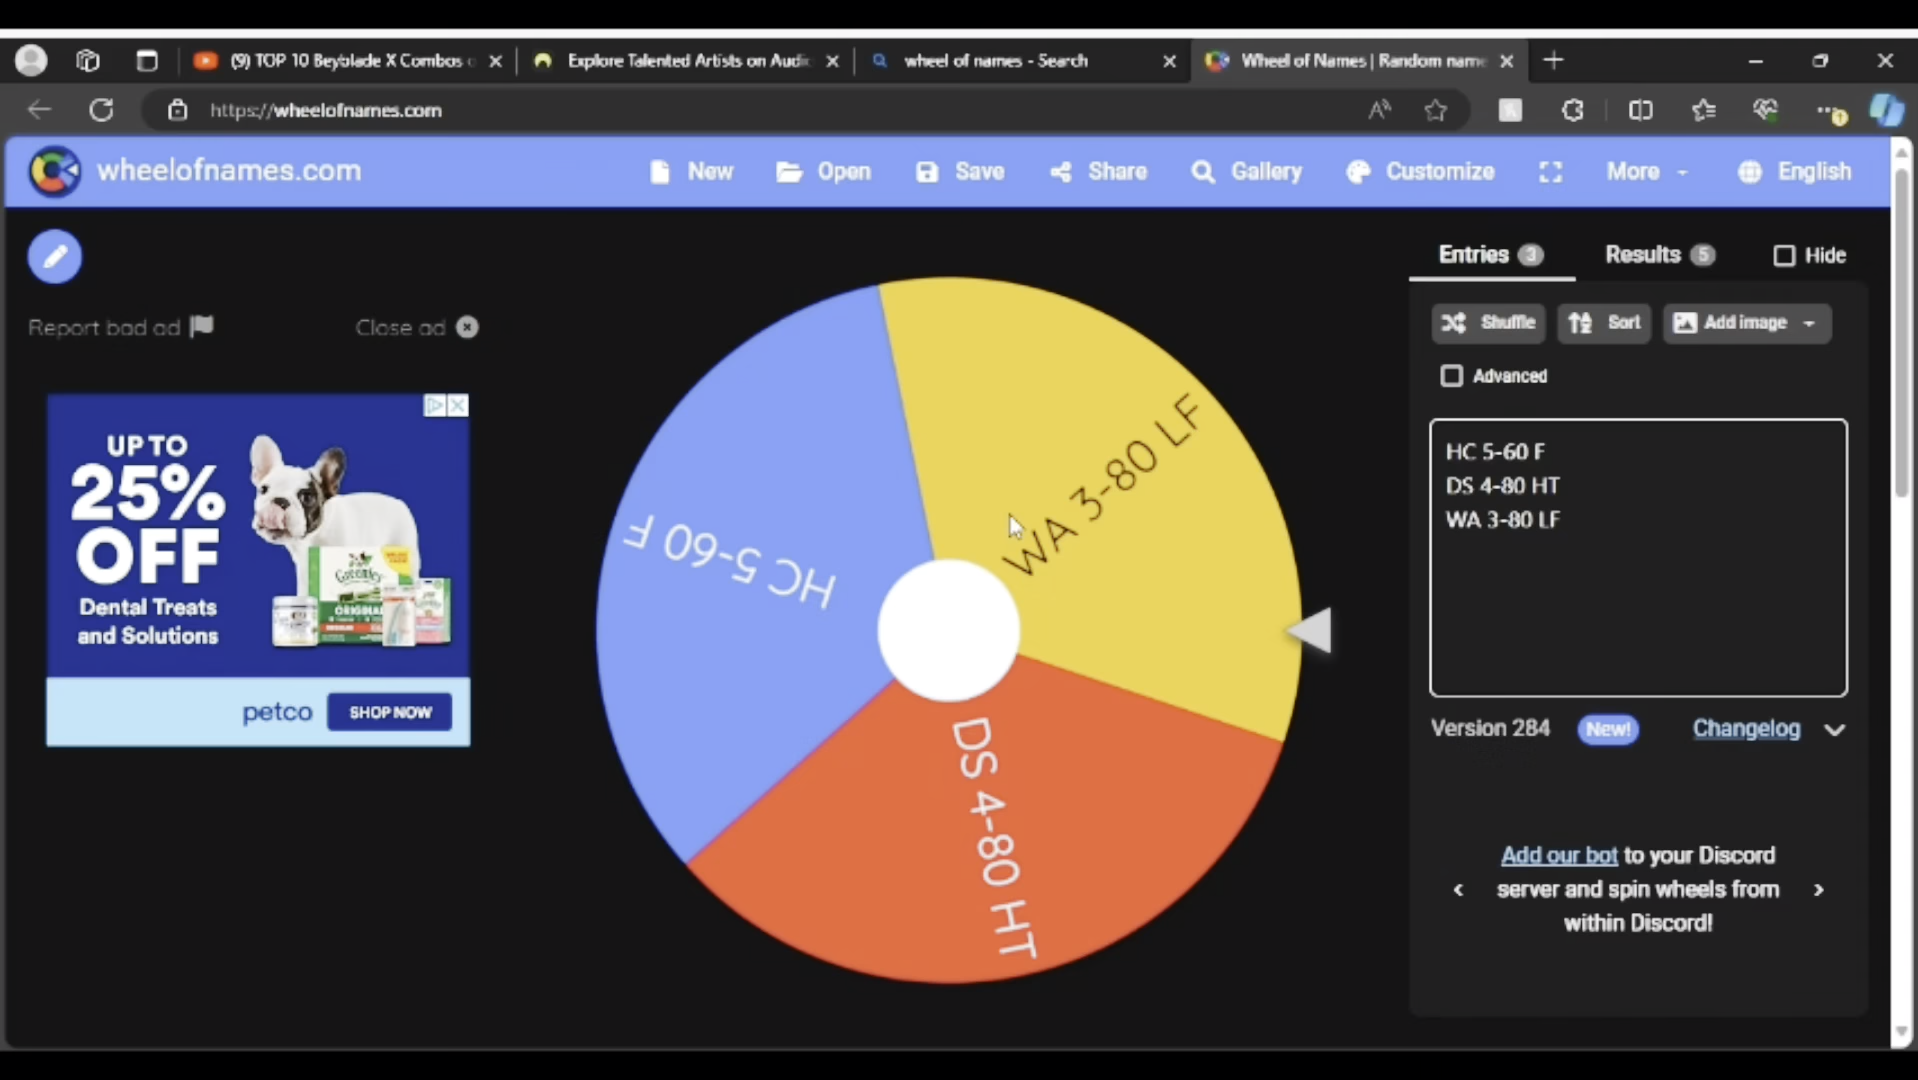 (9) TOP 10 Beyblade X Combos
Explore Talented Artists on Audi
wheel of names - Search
Wheel of Names | Random name
https://wheelofnames.com
wheelofnames.com
New
Open
Save
Share
Gallery
Customize
More
English
Report bad ad
Close ad
UP TO
25%
OFF
Dental Treats
and Solutions
Greenies
ORIGINAL
petco
SHOP NOW
HC 5-60 F
WA 3-80 LF
DS 4-80 HT
Entries 3
Results 5
Hide
Shuffle
Sort
Add image
Advanced
HC 5-60 F
DS 4-80 HT
WA 3-80 LF
Version 284
New!
Changelog
Add our bot to your Discord
server and spin wheels from
within Discord!